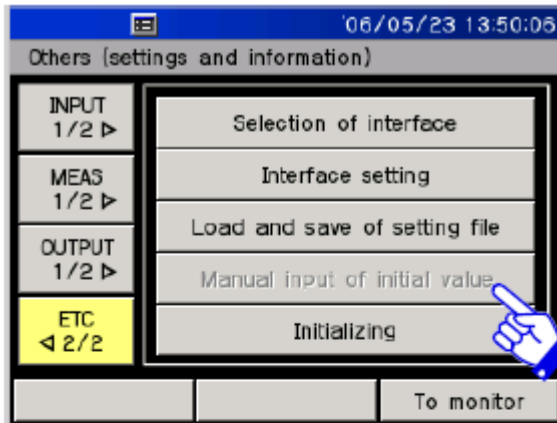 '06/05/23 13:50:06
Others (settings and information)
INPUT
1/2 ▷
MEAS
1/2 ▷
OUTPUT
1/2 ▷
ETC
◁ 2/2
Selection of interface
Interface setting
Load and save of setting file
Manual input of initial value
Initializing
To monitor